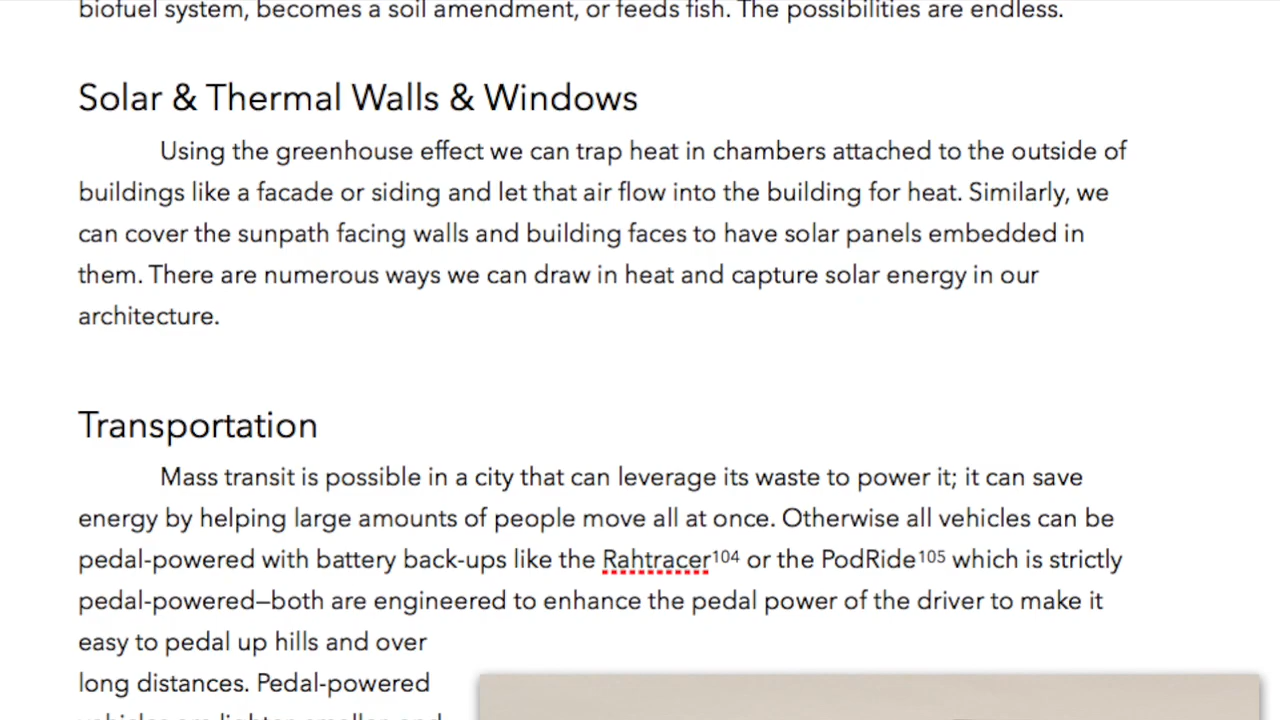 biofuel system, becomes a soil amendment, or feeds fish. The possibilities are endless.
Solar & Thermal Walls & Windows
Using the greenhouse effect we can trap heat in chambers attached to the outside of
buildings like a facade or siding and let that air flow into the building for heat. Similarly, we
can cover the sunpath facing walls and building faces to have solar panels embedded in
them. There are numerous ways we can draw in heat and capture solar energy in our
architecture.
Transportation
Mass transit is possible in a city that can leverage its waste to power it; it can save
energy by helping large amounts of people move all at once. Otherwise all vehicles can be
pedal-powered with battery back-ups like the Rahtracer104 or the PodRide105 which is strictly
pedal-powered—both are engineered to enhance the pedal power of the driver to make it
easy to pedal up hills and over
long distances. Pedal-powered
vehicles are lighter, smaller, and